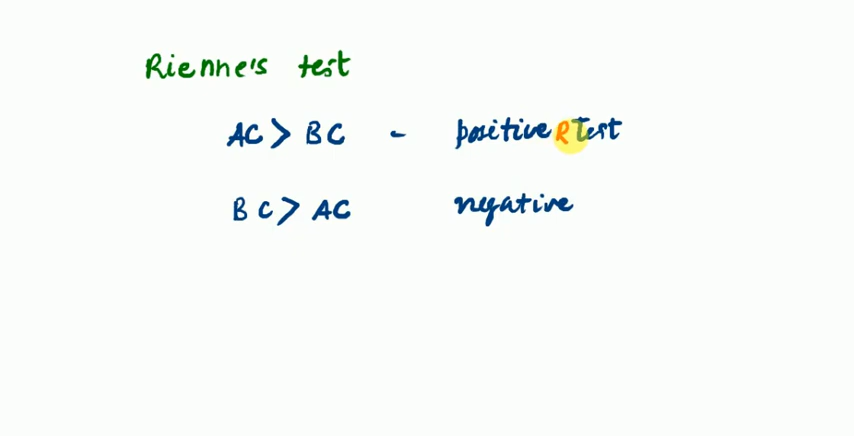 Rienne's test
AC > BC - positive R Test
BC > AC negative